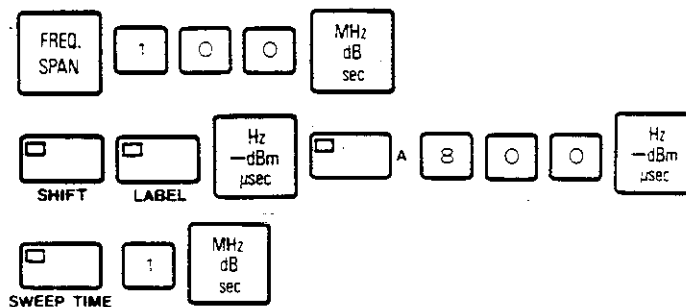 FREQ. SPAN 1 0 0 MHz dB sec
SHIFT LABEL Hz —dBm µsec A 8 0 0 Hz —dBm µsec
SWEEP TIME 1 MHz dB sec